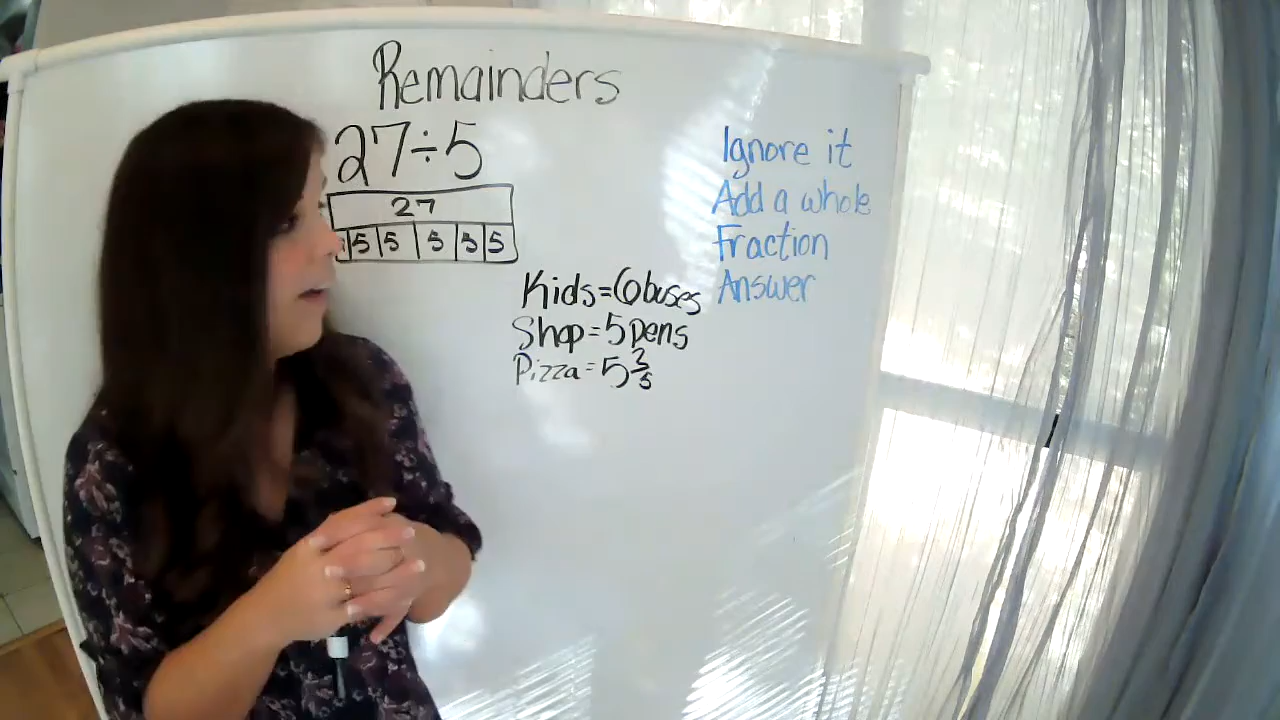 Remainders
27÷5
27
5 5 5 5 5
Kids=6 buses
Shop=5 pens
Pizza=5 2/5
Ignore it
Add a whole
Fraction
Answer